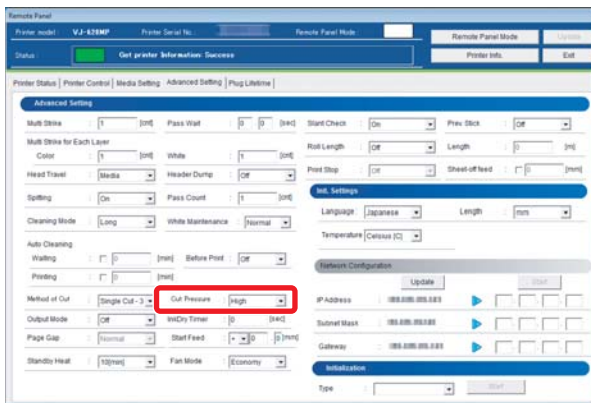 Remote Panel
Printer model : VJ-628MP Printer Serial No.: Remote Panel Mode : Remote Panel Mode Update
Status : Get printer Information: Success Printer Info. Exit
Printer Status Printer Control Media Setting Advanced Setting Plug Lifetime
Advanced Setting
Multi Strike : 1 [cnt] Pass Wait : 0 . 0 [sec] Slant Check : On Prev. Stick : Off
Multi Strike for Each Layer
Color : 1 [cnt] White : 1 [cnt] Roll Length : Off Length : 0 [m]
Head Travel : Media Header Dump : Off Print Stop : Off Sheet-off feed : 0 [mm]
Spitting : On Pass Count : 1 [cnt] Init. Settings
Cleaning Mode : Long White Maintenance : Normal Language : Japanese Length : mm
Auto Cleaning Temperature : Celsius [C]
Waiting : 0 [min] Before Print : Off
Printing : 0 [min] Network Configuration
Update Start
Method of Cut : Single Cut - 3 Cut Pressure : High IP Address :
Output Mode : Off InkDry Timer : 0 [sec] Subnet Mask :
Page Gap : Normal Start Feed : + 0 . 0 [mm] Gateway :
Standby Heat : 10[min] Fan Mode : Economy Initialization
Type : Start